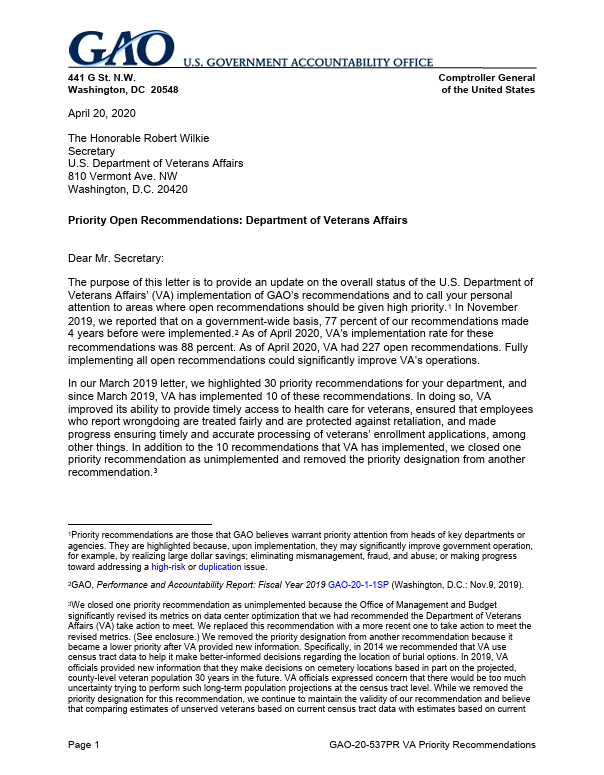 GAO
U.S. GOVERNMENT ACCOUNTABILITY OFFICE
441 G St. N.W.
Washington, DC 20548
Comptroller General
of the United States
April 20, 2020
The Honorable Robert Wilkie
Secretary
U.S. Department of Veterans Affairs
810 Vermont Ave. NW
Washington, D.C. 20420
Priority Open Recommendations: Department of Veterans Affairs
Dear Mr. Secretary:
The purpose of this letter is to provide an update on the overall status of the U.S. Department of
Veterans Affairs’ (VA) implementation of GAO’s recommendations and to call your personal
attention to areas where open recommendations should be given high priority.¹ In November
2019, we reported that on a government-wide basis, 77 percent of our recommendations made
4 years before were implemented.² As of April 2020, VA’s implementation rate for these
recommendations was 88 percent. As of April 2020, VA had 227 open recommendations. Fully
implementing all open recommendations could significantly improve VA’s operations.
In our March 2019 letter, we highlighted 30 priority recommendations for your department, and
since March 2019, VA has implemented 10 of these recommendations. In doing so, VA
improved its ability to provide timely access to health care for veterans, ensured that employees
who report wrongdoing are treated fairly and are protected against retaliation, and made
progress ensuring timely and accurate processing of veterans’ enrollment applications, among
other things. In addition to the 10 recommendations that VA has implemented, we closed one
priority recommendation as unimplemented and removed the priority designation from another
recommendation.³
¹Priority recommendations are those that GAO believes warrant priority attention from heads of key departments or
agencies. They are highlighted because, upon implementation, they may significantly improve government operation,
for example, by realizing large dollar savings; eliminating mismanagement, fraud, and abuse; or making progress
toward addressing a high-risk or duplication issue.
²GAO, Performance and Accountability Report: Fiscal Year 2019 GAO-20-1-1SP (Washington, D.C.: Nov.9, 2019).
³We closed one priority recommendation as unimplemented because the Office of Management and Budget
significantly revised its metrics on data center optimization that we had recommended the Department of Veterans
Affairs (VA) take action to meet. We replaced this recommendation with a more recent one to take action to meet the
revised metrics. (See enclosure.) We removed the priority designation from another recommendation because it
became a lower priority after VA provided new information. Specifically, in 2014 we recommended that VA use
census tract data to help it make better-informed decisions regarding the location of burial options. In 2019, VA
officials provided new information that they make decisions on cemetery locations based in part on the projected,
county-level veteran population 30 years in the future. VA officials expressed concern that there would be too much
uncertainty trying to perform such long-term population projections at the census tract level. While we removed the
priority designation for this recommendation, we continue to maintain the validity of our recommendation and believe
that comparing estimates of unserved veterans based on current census tract data with estimates based on current
Page 1
GAO-20-537PR VA Priority Recommendations